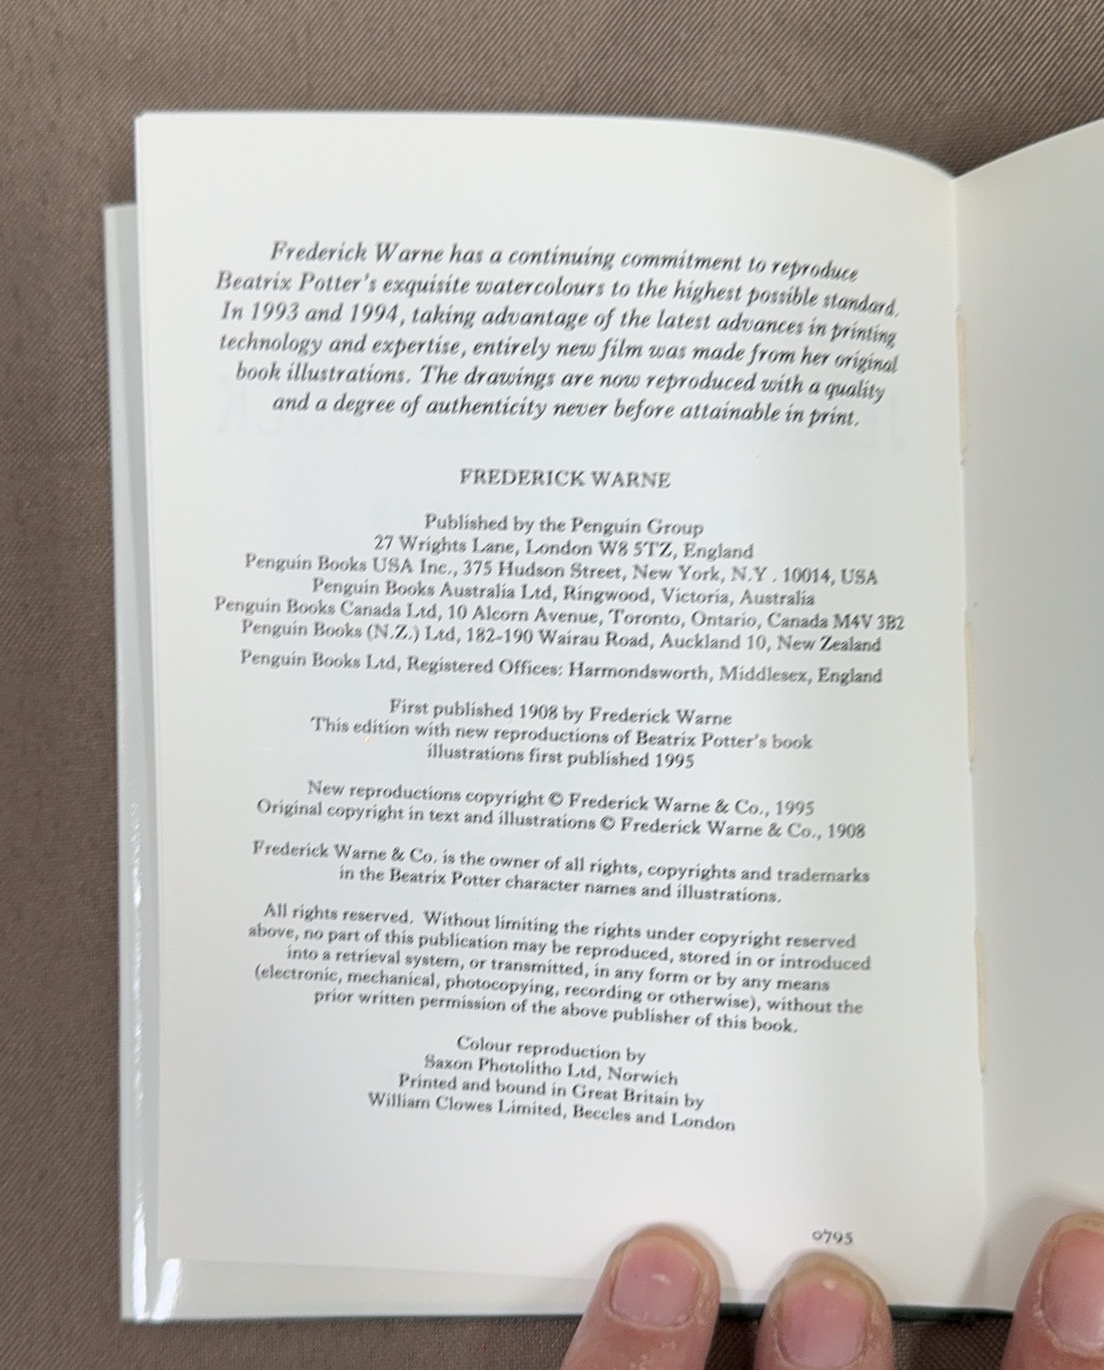 Frederick Warne has a continuing commitment to reproduce
Beatrix Potter's exquisite watercolours to the highest possible standard.
In 1993 and 1994, taking advantage of the latest advances in printing
technology and expertise, entirely new film was made from her original
book illustrations. The drawings are now reproduced with a quality
and a degree of authenticity never before attainable in print.
FREDERICK WARNE
Published by the Penguin Group
27 Wrights Lane, London W8 5TZ, England
Penguin Books USA Inc., 375 Hudson Street, New York, N.Y. 10014, USA
Penguin Books Australia Ltd, Ringwood, Victoria, Australia
Penguin Books Canada Ltd, 10 Alcorn Avenue, Toronto, Ontario, Canada M4V 3B2
Penguin Books (N.Z.) Ltd, 182-190 Wairau Road, Auckland 10, New Zealand
Penguin Books Ltd, Registered Offices: Harmondsworth, Middlesex, England
First published 1908 by Frederick Warne
This edition with new reproductions of Beatrix Potter's book
illustrations first published 1995
New reproductions copyright © Frederick Warne & Co., 1995
Original copyright in text and illustrations © Frederick Warne & Co., 1908
Frederick Warne & Co. is the owner of all rights, copyrights and trademarks
in the Beatrix Potter character names and illustrations.
All rights reserved. Without limiting the rights under copyright reserved
above, no part of this publication may be reproduced, stored in or introduced
into a retrieval system, or transmitted, in any form or by any means
(electronic, mechanical, photocopying, recording or otherwise), without the
prior written permission of the above publisher of this book.
Colour reproduction by
Saxon Photolitho Ltd, Norwich
Printed and bound in Great Britain by
William Clowes Limited, Beccles and London
0795